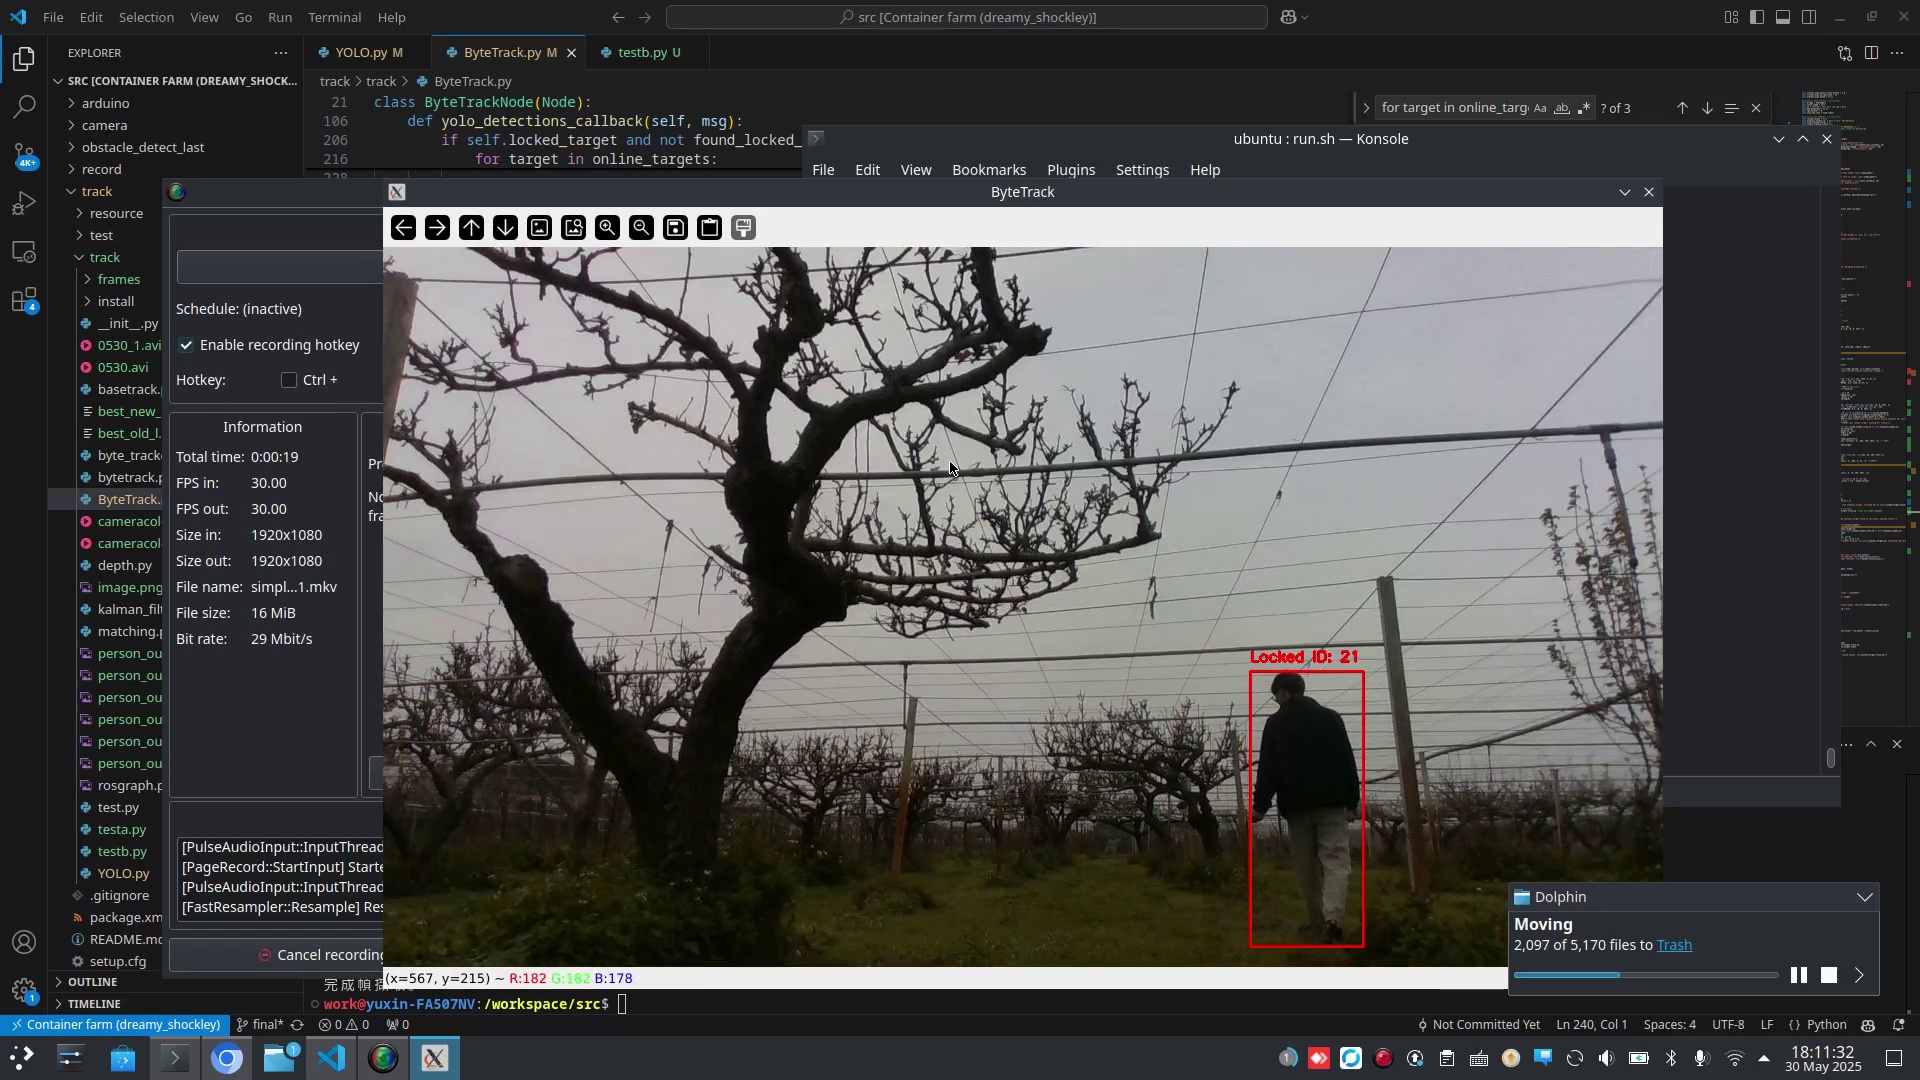 File Edit Selection View Go Run Terminal Help
src [Container farm (dreamy_shockley)]
EXPLORER
SRC [CONTAINER FARM (DREAMY_SHOCK...
arduino
camera
obstacle_detect_last
record
track
resource
test
track
frames
install
__init__.py
0530_1.avi
0530.avi
basetrack.
best_new_
best_old_l.
byte_track
bytetrack.p
ByteTrack.
cameracol
cameracol
depth.py
image.png
kalman_filt
matching.p
person_ou
person_ou
person_ou
person_ou
person_ou
person_ou
rosgraph.p
test.py
testa.py
testb.py
YOLO.py
.gitignore
package.xm
README.md
setup.cfg
OUTLINE
TIMELINE
YOLO.py M
ByteTrack.py M
testb.py U
track > track > ByteTrack.py
21 class ByteTrackNode(Node):
106 def yolo_detections_callback(self, msg):
206 if self.locked_target and not found_locked_
216 for target in online_targets:
228
for target in online_targ
Aa ab .*
? of 3
ubuntu : run.sh — Konsole
File Edit View Bookmarks Plugins Settings Help
Schedule: (inactive)
Enable recording hotkey
Hotkey: Ctrl +
Information
Total time: 0:00:19
FPS in: 30.00
FPS out: 30.00
Size in: 1920x1080
Size out: 1920x1080
File name: simpl...1.mkv
File size: 16 MiB
Bit rate: 29 Mbit/s
Pr
No
fra
[PulseAudioInput::InputThread
[PageRecord::StartInput] Starte
[PulseAudioInput::InputThread
[FastResampler::Resample] Res
Cancel recording
ByteTrack
Locked ID: 21
(x=567, y=215) ~ R:182 G:182 B:178
work@yuxin-FA507NV:/workspace/src$
Dolphin
Moving
2,097 of 5,170 files to Trash
4K+
4
1
Container farm (dreamy_shockley) final* 0 0 0 Not Committed Yet Ln 240, Col 1 Spaces: 4 UTF-8 LF {} Python
1
1
18:11:32
30 May 2025